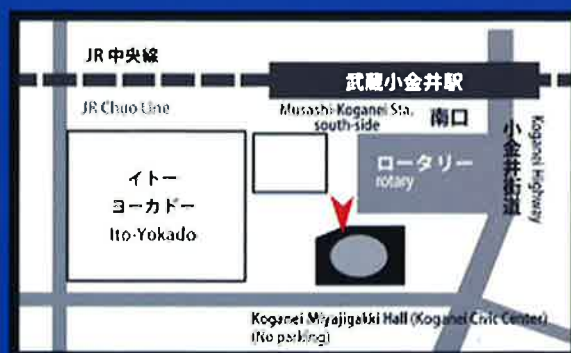 JR 中央線
武蔵小金井駅
JR Chuo Line
Musashi-Koganei Sta.
south-side
南口
小金井街道
Koganei Highway
イトー
ヨーカドー
Ito-Yokado
ロータリー
rotary
Koganei Miyajigakki Hall (Koganei Civic Center)
(No parking)